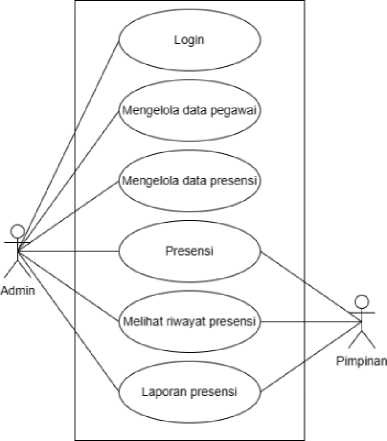 Login
Mengelola data pegawai
Mengelola data presensi
Presensi
Admin
Melihat riwayat presensi
Pimpinan
Laporan presensi